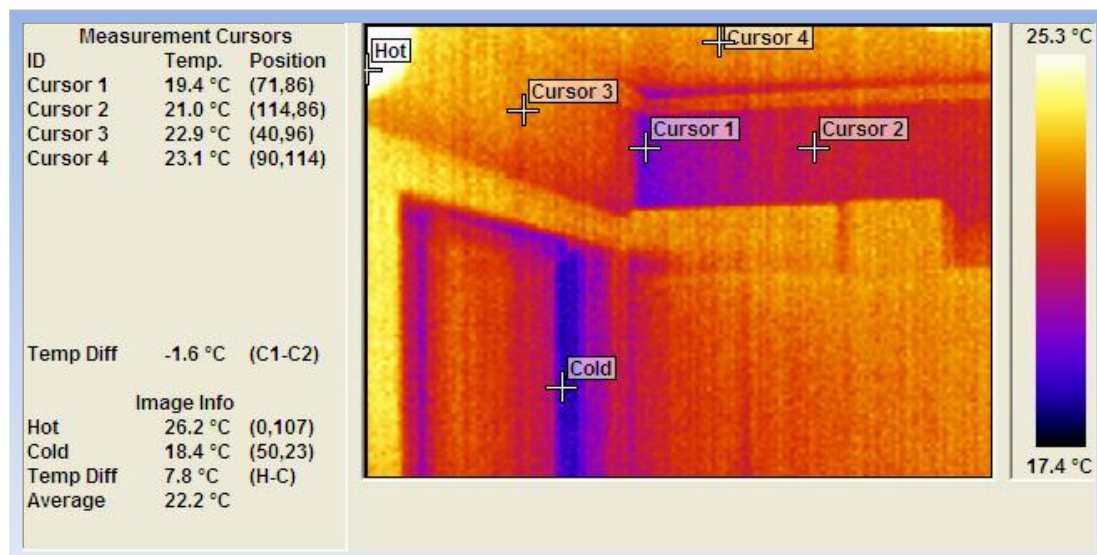 Measurement Cursors
ID Temp. Position
Cursor 1 19.4 °C (71,86)
Cursor 2 21.0 °C (114,86)
Cursor 3 22.9 °C (40,96)
Cursor 4 23.1 °C (90,114)
Temp Diff -1.6 °C (C1-C2)
Image Info
Hot 26.2 °C (0,107)
Cold 18.4 °C (50,23)
Temp Diff 7.8 °C (H-C)
Average 22.2 °C
Hot
Cursor 4
Cursor 3
Cursor 1
Cursor 2
Cold
25.3 °C
17.4 °C